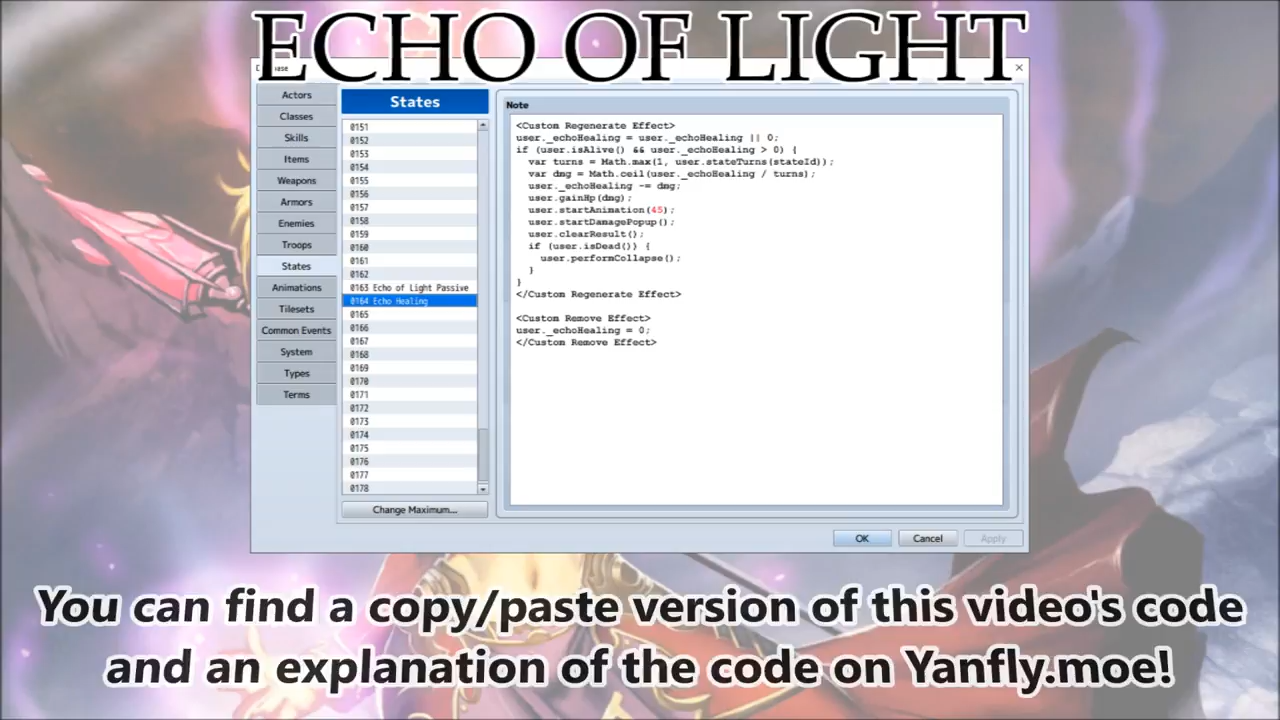 ECHO OF LIGHT
Actors
Classes
Skills
Items
Weapons
Armors
Enemies
Troops
States
Animations
Tilesets
Common Events
System
Types
Terms
States
0151
0152
0153
0154
0155
0156
0157
0158
0159
0160
0161
0162
0163 Echo of Light Passive
0164 Echo Healing
0165
0166
0167
0168
0169
0170
0171
0172
0173
0174
0175
0176
0177
0178
Change Maximum...
Note
<Custom Regenerate Effect>
user._echoHealing = user._echoHealing || 0;
if (user.isAlive() && user._echoHealing > 0) {
  var turns = Math.max(1, user.stateTurns(stateId));
  var dmg = Math.ceil(user._echoHealing / turns);
  user._echoHealing -= dmg;
  user.gainHp(dmg);
  user.startAnimation(45);
  user.startDamagePopup();
  user.clearResult();
  if (user.isDead()) {
    user.performCollapse();
  }
}
</Custom Regenerate Effect>
<Custom Remove Effect>
user._echoHealing = 0;
</Custom Remove Effect>
OK
Cancel
Apply
You can find a copy/paste version of this video's code
and an explanation of the code on Yanfly.moe!